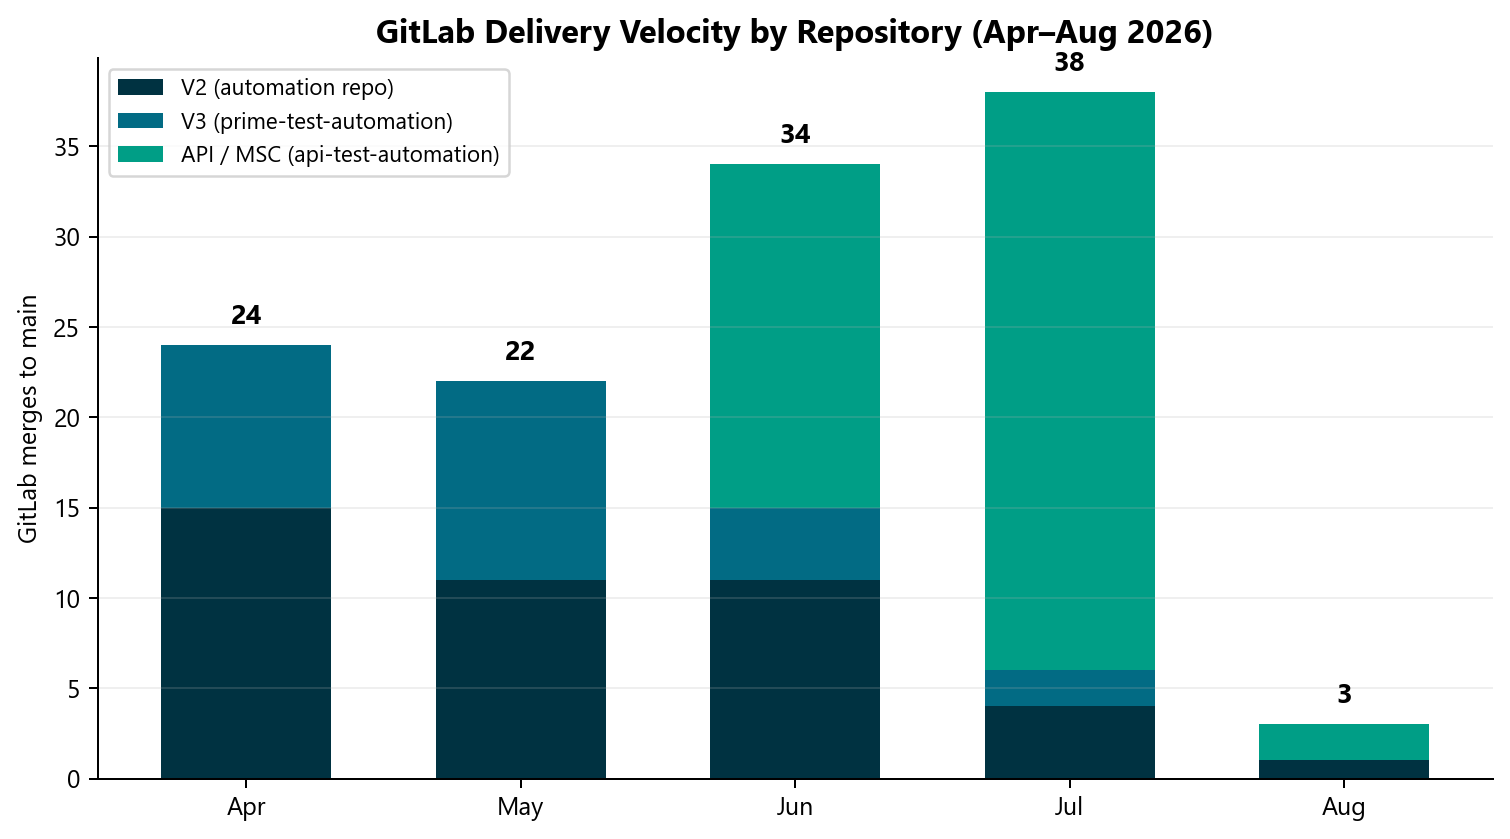 GitLab Delivery Velocity by Repository (Apr–Aug 2026)
V2 (automation repo)
V3 (prime-test-automation)
API / MSC (api-test-automation)
GitLab merges to main
35
30
25
20
15
10
5
0
24
22
34
38
3
Apr
May
Jun
Jul
Aug